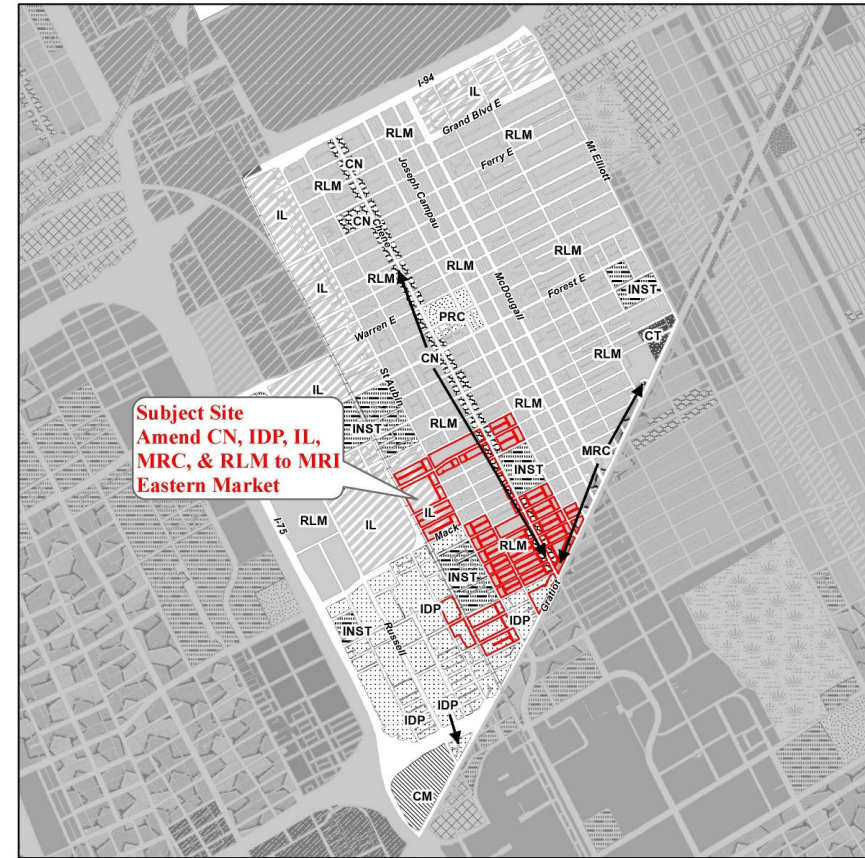 I-94
IL
Grand Blvd E
RLM
RLM
CN
Joseph Campau
Ferry E
Mt Elliott
RLM
IL
CN
Chene
RLM
RLM
RLM
McDougall
IL
Forest E
INST
PRC
Warren E
CT
CN
RLM
St Aubin
IL
RLM
Subject Site
Amend CN, IDP, IL,
MRC, & RLM to MRI
Eastern Market
INST
RLM
MRC
INST
IL
RLM
I-75
IL
Mack
RLM
INST
Gratiot
IDP
IDP
INST
Russell
IDP
IDP
CM